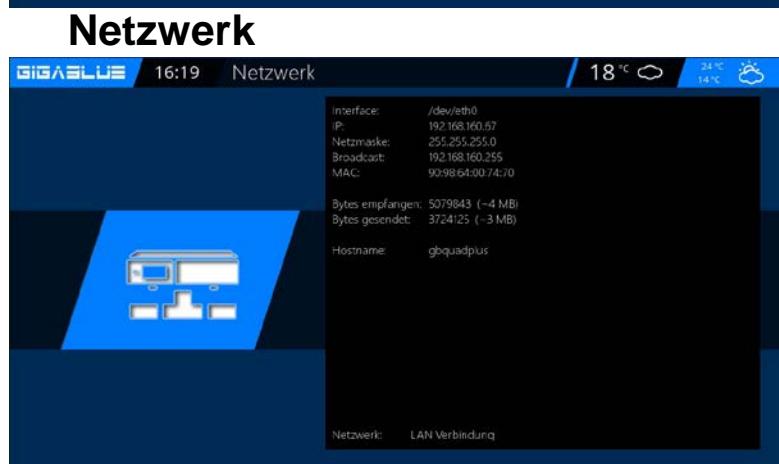 Netzwerk
GIGABLUE 16:19 Netzwerk 18 °C 24 °C
14 °C
Interface: /dev/eth0
IP: 192.168.160.67
Netzmaske: 255.255.255.0
Broadcast: 192.168.160.255
MAC: 90:98:64:00:74:70
Bytes empfangen: 5079843 (~4 MB)
Bytes gesendet: 3724125 (~3 MB)
Hostname: gbquadplus
Netzwerk: LAN Verbindung